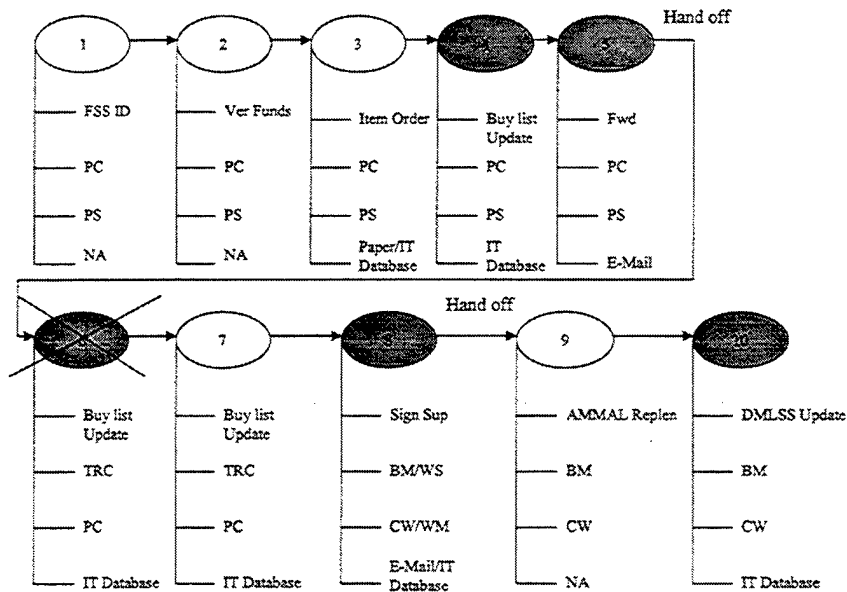 Hand off
1
2
3
4
5
FSS ID
Ver Funds
Item Order
Buy list
Update
Fwd
PC
PC
PC
PC
PC
PS
PS
PS
PS
PS
NA
NA
Paper/IT
Database
IT
Database
E-Mail
Hand off
7
8
9
10
Buy list
Update
Buy list
Update
Sign Sup
AMMAL Replen
DMLSS Update
TRC
TRC
BM/WS
BM
BM
PC
PC
CW/WM
CW
CW
IT Database
IT Database
E-Mail/IT
Database
NA
IT Database